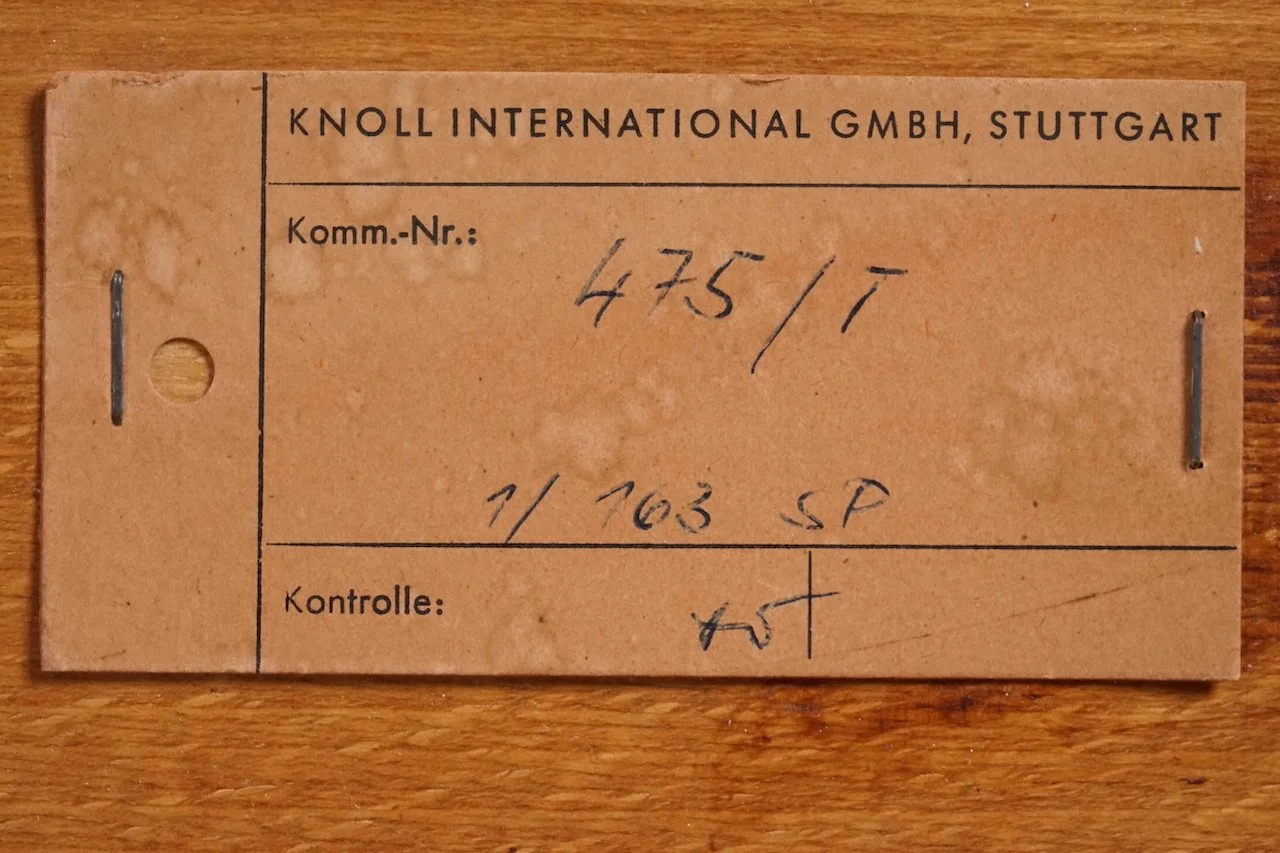 KNOLL INTERNATIONAL GMBH, STUTTGART
Komm.-Nr.:
475/T
1/ 163 SP
Kontrolle: